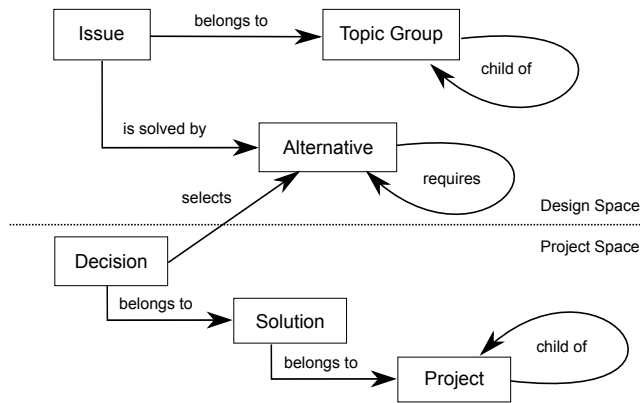 Issue
belongs to
Topic Group
child of
is solved by
Alternative
requires
selects
Design Space
Project Space
Decision
belongs to
Solution
child of
belongs to
Project